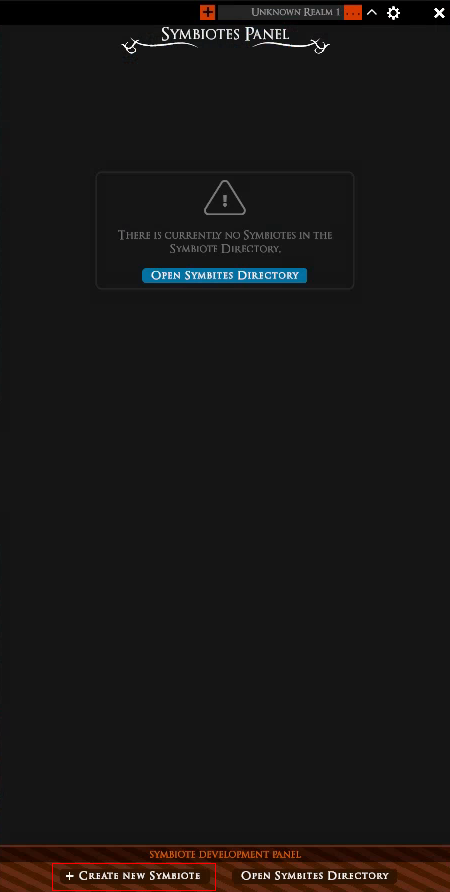 Unknown Realm 1 ...
Symbiotes Panel
There is currently no Symbiotes in the
Symbiote Directory.
Open Symbites Directory
Symbiote Development Panel
+ Create new Symbiote
Open Symbites Directory